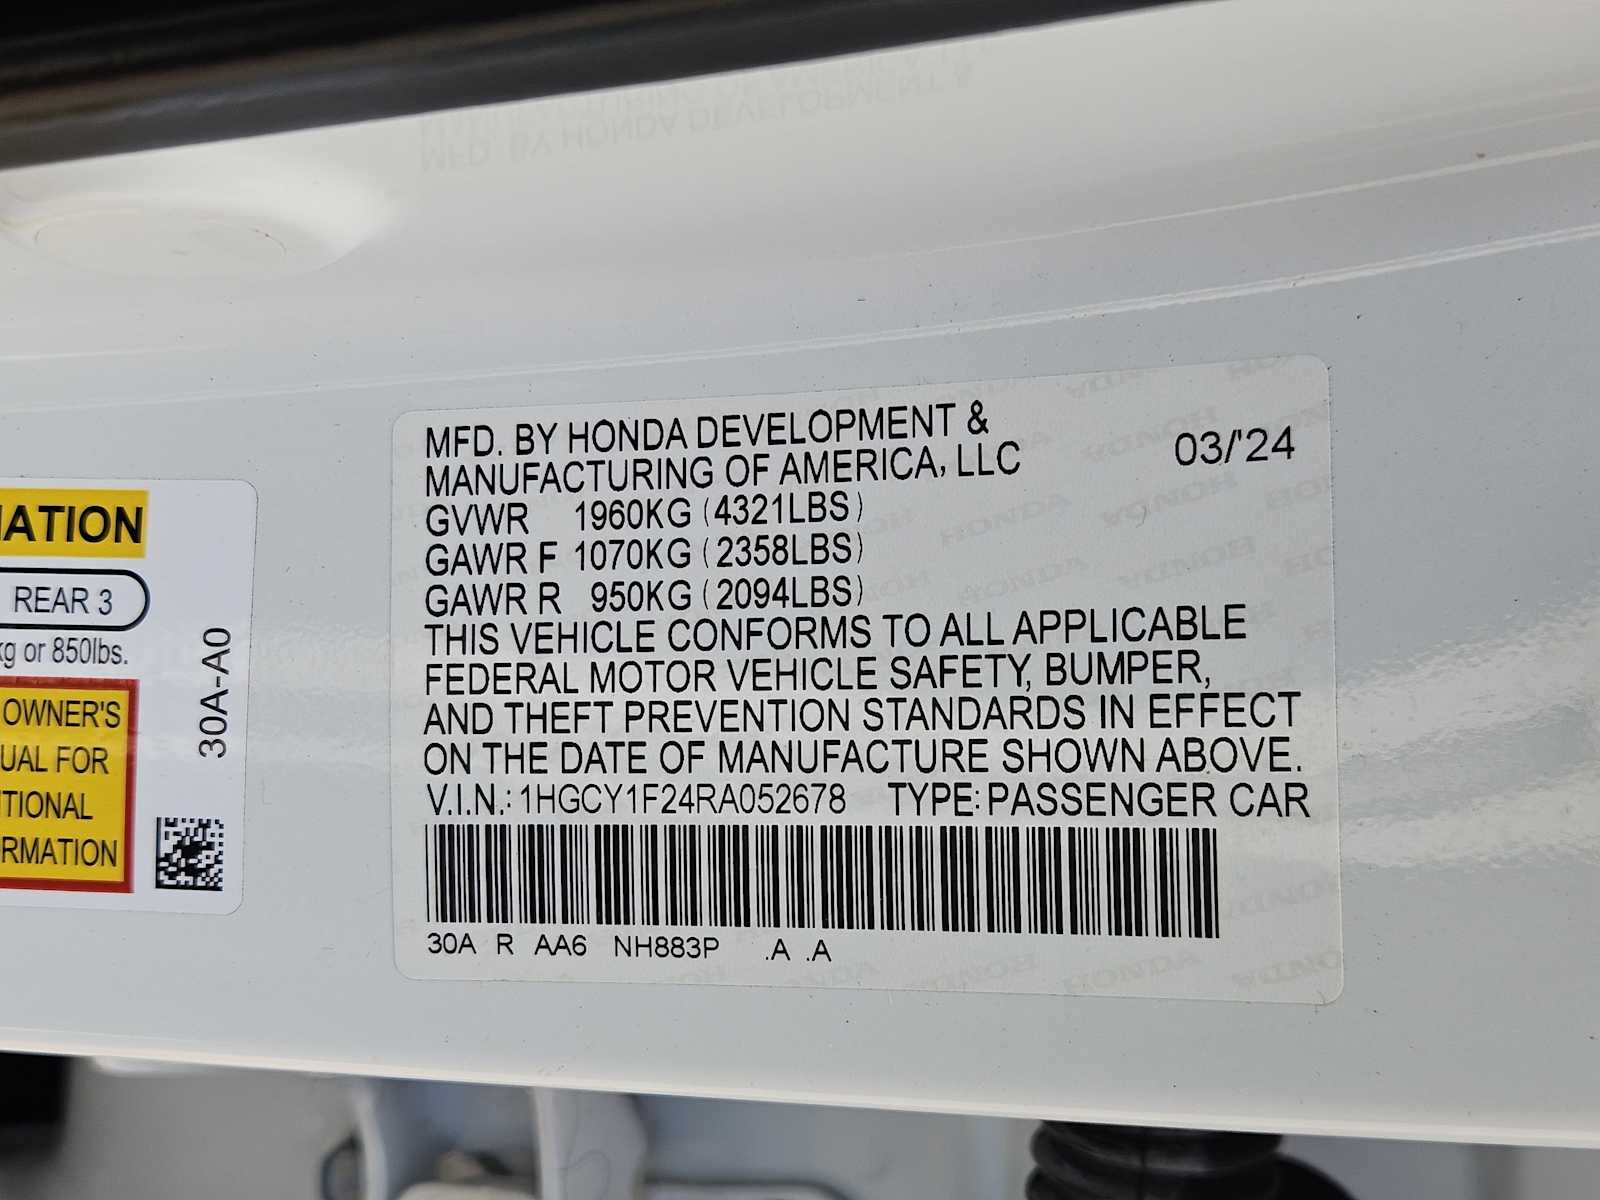 MATION
REAR 3
kg or 850lbs.
OWNER'S
UAL FOR
ITIONAL
RMATION
30A-A0
MFD. BY HONDA DEVELOPMENT &
MANUFACTURING OF AMERICA, LLC 03/'24
GVWR 1960KG (4321LBS)
GAWR F 1070KG (2358LBS)
GAWR R 950KG (2094LBS)
THIS VEHICLE CONFORMS TO ALL APPLICABLE
FEDERAL MOTOR VEHICLE SAFETY, BUMPER,
AND THEFT PREVENTION STANDARDS IN EFFECT
ON THE DATE OF MANUFACTURE SHOWN ABOVE.
V.I.N.: 1HGCY1F24RA052678 TYPE: PASSENGER CAR
30A R AA6 NH883P .A .A